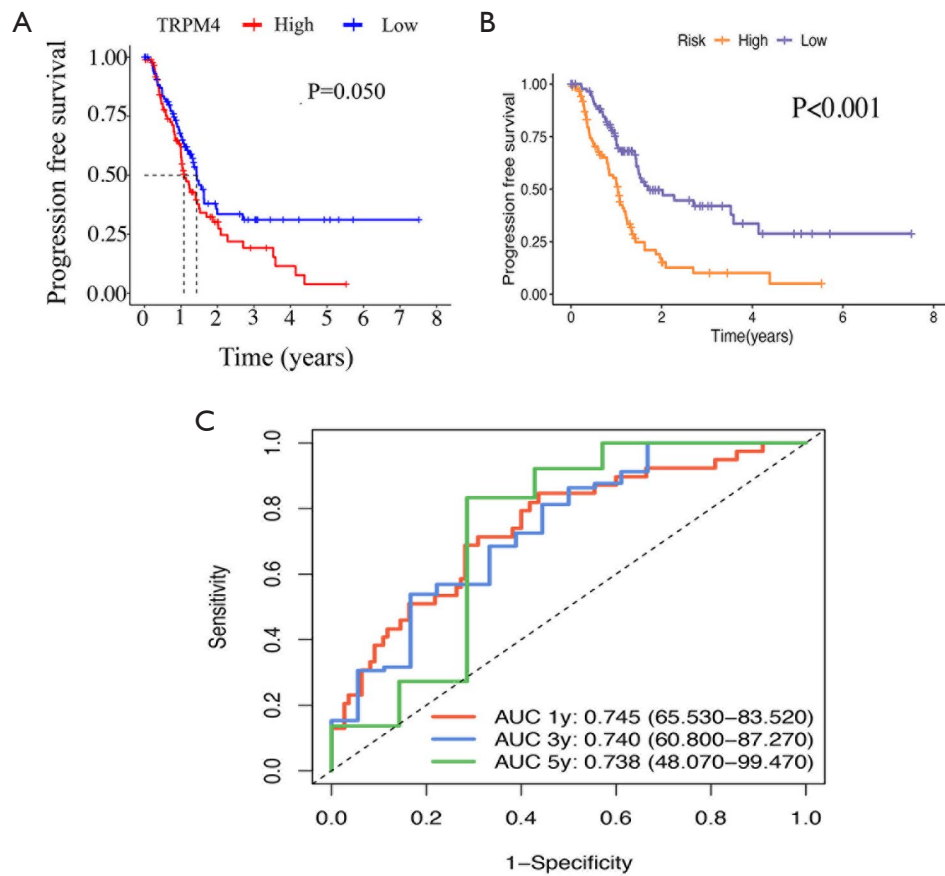 A
TRPM4 High Low
Progression free survival
1.00
0.75
0.50
0.25
0.00
P=0.050
0 1 2 3 4 5 6 7 8
Time (years)
B
Risk High Low
Progression free survival
1.00
0.75
0.50
0.25
0.00
P<0.001
0 2 4 6 8
Time(years)
C
Sensitivity
1.0
0.8
0.6
0.4
0.2
0.0
AUC 1y: 0.745 (65.530–83.520)
AUC 3y: 0.740 (60.800–87.270)
AUC 5y: 0.738 (48.070–99.470)
0.0 0.2 0.4 0.6 0.8 1.0
1–Specificity